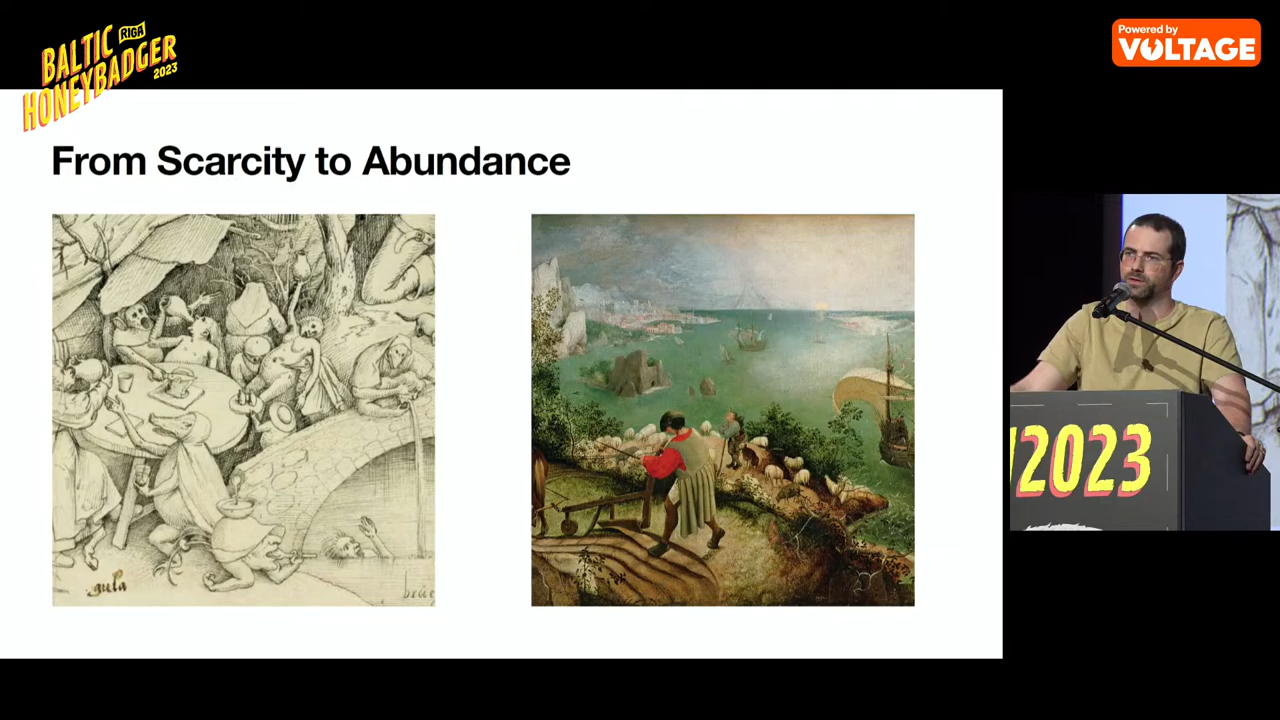 BALTIC
RIGA
HONEYBADGER
2023
Powered by
VOLTAGE
From Scarcity to Abundance
gula
2023